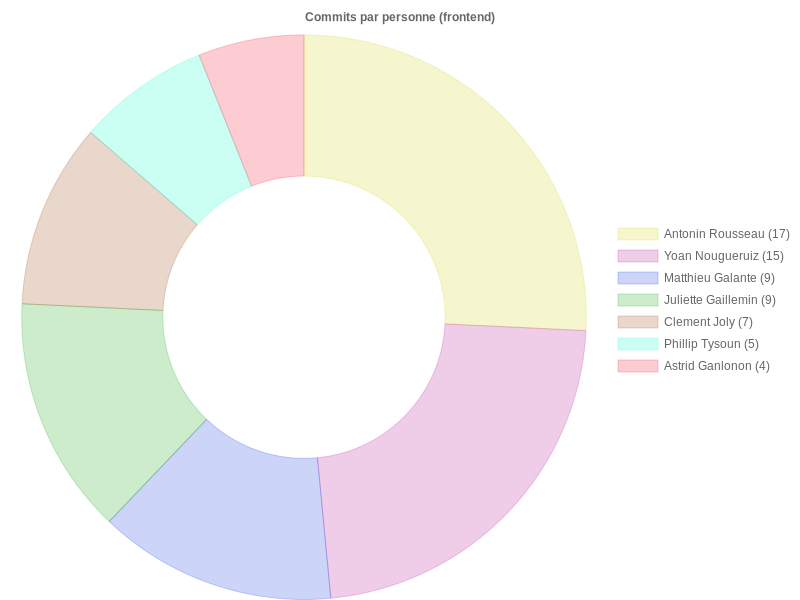 Commits par personne (frontend)
Antonin Rousseau (17)
Yoan Nougueruiz (15)
Matthieu Galante (9)
Juliette Gaillemin (9)
Clement Joly (7)
Phillip Tysoun (5)
Astrid Ganlonon (4)